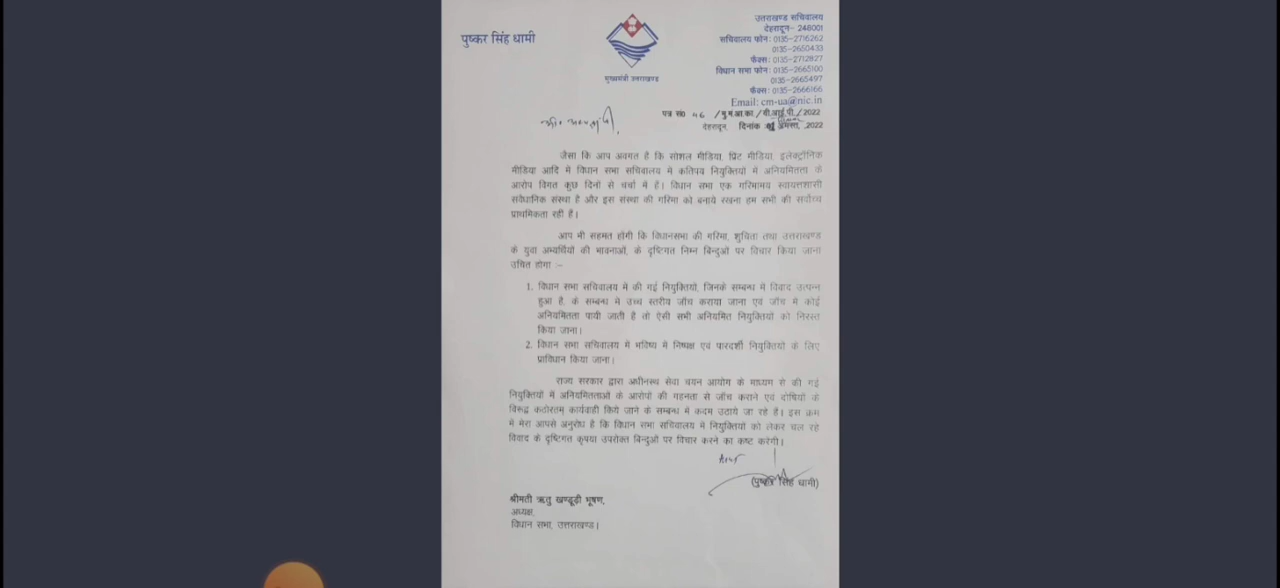 पुष्कर सिंह धामी
मुख्यमंत्री उत्तराखण्ड
उत्तराखण्ड सचिवालय
देहरादून- 248001
सचिवालय फोन: 0135-2716262
0135-2650433
फैक्स: 0135-2712827
विधान सभा फोन: 0135-2665100
0135-2665497
फैक्स: 0135-2666166
Email: cm-ua@nic.in
पत्र सं0 46 /मु.मं.आ.का./वी.आई.पी./2022
देहरादून, दिनांक अगस्त, 2022
जैसा कि आप अवगत है कि सोशल मीडिया, प्रिंट मीडिया, इलेक्ट्रोनिक
मीडिया आदि में विधान सभा सचिवालय में कतिपय नियुक्तियों में अनियमितता के
आरोप विगत कुछ दिनों से चर्चा में हैं। विधान सभा एक गरिमामय स्वायत्तशासी
संवैधानिक संस्था है और इस संस्था की गरिमा को बनाये रखना हम सभी की सर्वोच्च
प्राथमिकता रही है।
आप भी सहमत होंगी कि विधानसभा की गरिमा, शुचिता तथा उत्तराखण्ड
के युवा अभ्यर्थियों की भावनाओं, के दृष्टिगत निम्न बिन्दुओं पर विचार किया जाना
उचित होगा :-
1. विधान सभा सचिवालय में की गई नियुक्तियों, जिनके सम्बन्ध में विवाद उत्पन्न
हुआ है, के सम्बन्ध में उच्च स्तरीय जाँच कराया जाना एवं जाँच में कोई
अनियमितता पायी जाती है तो ऐसी सभी अनियमित नियुक्तियों को निरस्त
किया जाना।
2. विधान सभा सचिवालय में भविष्य में निष्पक्ष एवं पारदर्शी नियुक्तियों के लिए
प्राविधान किया जाना।
राज्य सरकार द्वारा अधीनस्थ सेवा चयन आयोग के माध्यम से की गई
नियुक्तियों में अनियमितताओं के आरोपों की गहनता से जाँच कराने एवं दोषियों के
विरुद्ध कठोरतम् कार्यवाही किये जाने के सम्बन्ध में कदम उठाये जा रहे हैं। इस क्रम
में मेरा आपसे अनुरोध है कि विधान सभा सचिवालय में नियुक्तियों को लेकर चल रहे
विवाद के दृष्टिगत कृपया उपरोक्त बिन्दुओं पर विचार करने का कष्ट करेंगी।
(पुष्कर सिंह धामी)
श्रीमती ऋतु खण्डूडी भूषण,
अध्यक्ष,
विधान सभा, उत्तराखण्ड।